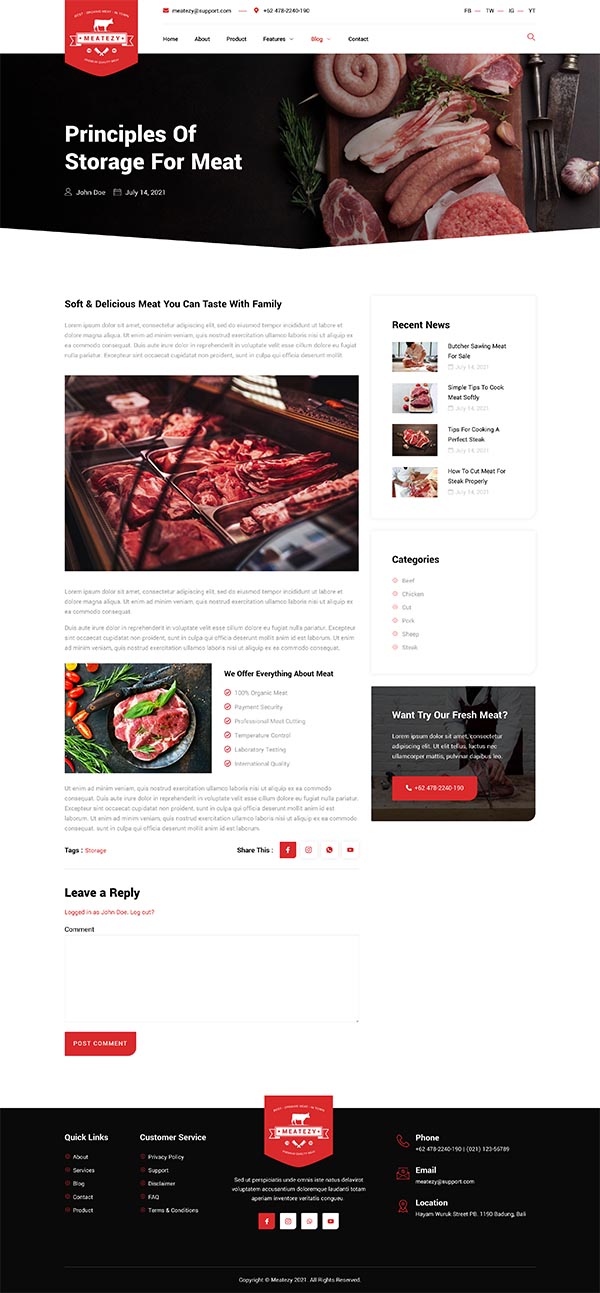 BEST - ORGANIC MEAT - IN TOWN
MEATEZY
PREMIUM QUALITY MEAT
meatezy@support.com
+62 478-2240-190
FB
TW
IG
YT
Home
About
Product
Features
Blog
Contact
Principles Of
Storage For Meat
John Doe
July 14, 2021
Soft & Delicious Meat You Can Taste With Family
Lorem ipsum dolor sit amet, consectetur adipiscing elit, sed do eiusmod tempor incididunt ut labore et
dolore magna aliqua. Ut enim ad minim veniam, quis nostrud exercitation ullamco laboris nisi ut aliquip
ex ea commodo consequat. Duis aute irure dolor in reprehenderit in voluptate velit esse cillum dolore eu fugiat
nulla pariatur. Excepteur sint occaecat cupidatat non proident, sunt in culpa qui officia deserunt mollit
Lorem ipsum dolor sit amet, consectetur adipiscing elit, sed do eiusmod tempor incididunt ut labore et
dolore magna aliqua. Ut enim ad minim veniam, quis nostrud exercitation ullamco laboris nisi ut aliquip ex
ea commodo consequat.
Duis aute irure dolor in reprehenderit in voluptate velit esse cillum dolore eu fugiat nulla pariatur. Excepteur
sint occaecat cupidatat non proident, sunt in culpa qui officia deserunt mollit anim id est laborum. Ut enim
ad minim veniam, quis nostrud exercitation ullamco laboris nisi ut aliquip ex ea commodo consequat.
We Offer Everything About Meat
100% Organic Meat
Payment Security
Professional Meat Cutting
Temperature Control
Laboratory Testing
International Quality
Ut enim ad minim veniam, quis nostrud exercitation ullamco laboris nisi ut aliquip ex ea commodo
consequat. Duis aute irure dolor in reprehenderit in voluptate velit esse cillum dolore eu fugiat nulla pariatur.
Excepteur sint occaecat cupidatat non proident, sunt in culpa qui officia deserunt mollit anim id est
laborum. Ut enim ad minim veniam, quis nostrud exercitation ullamco laboris nisi ut aliquip ex ea commodo
consequat. sunt in culpa qui officia deserunt mollit anim id est laborum.
Tags : Storage
Share This :
Leave a Reply
Logged in as John Doe. Log out?
Comment
POST COMMENT
Recent News
Butcher Sawing Meat
For Sale
July 14, 2021
Simple Tips To Cook
Meat Softly
July 14, 2021
Tips For Cooking A
Perfect Steak
July 14, 2021
How To Cut Meat For
Steak Properly
July 14, 2021
Categories
Beef
Chicken
Cut
Pork
Sheep
Steak
Want Try Our Fresh Meat?
Lorem ipsum dolor sit amet, consectetur
adipiscing elit. Ut elit tellus, luctus nec
ullamcorper mattis, pulvinar dapibus leo.
+62 478-2240-190
Quick Links
About
Services
Blog
Contact
Product
Customer Service
Privacy Policy
Support
Disclaimer
FAQ
Terms & Conditions
BEST - ORGANIC MEAT - IN TOWN
MEATEZY
PREMIUM QUALITY MEAT
Sed ut perspiciatis unde omnis iste natus delavirot
voluptatem accusantium doloremque laudanti totam
aperiam inventore veritatis congueu.
Phone
+62 478-2240-190 | (021) 123-56789
Email
meatezy@support.com
Location
Hayam Wuruk Street PB. 1190 Badung, Bali
Copyright © Meatezy 2021. All Rights Reserved.